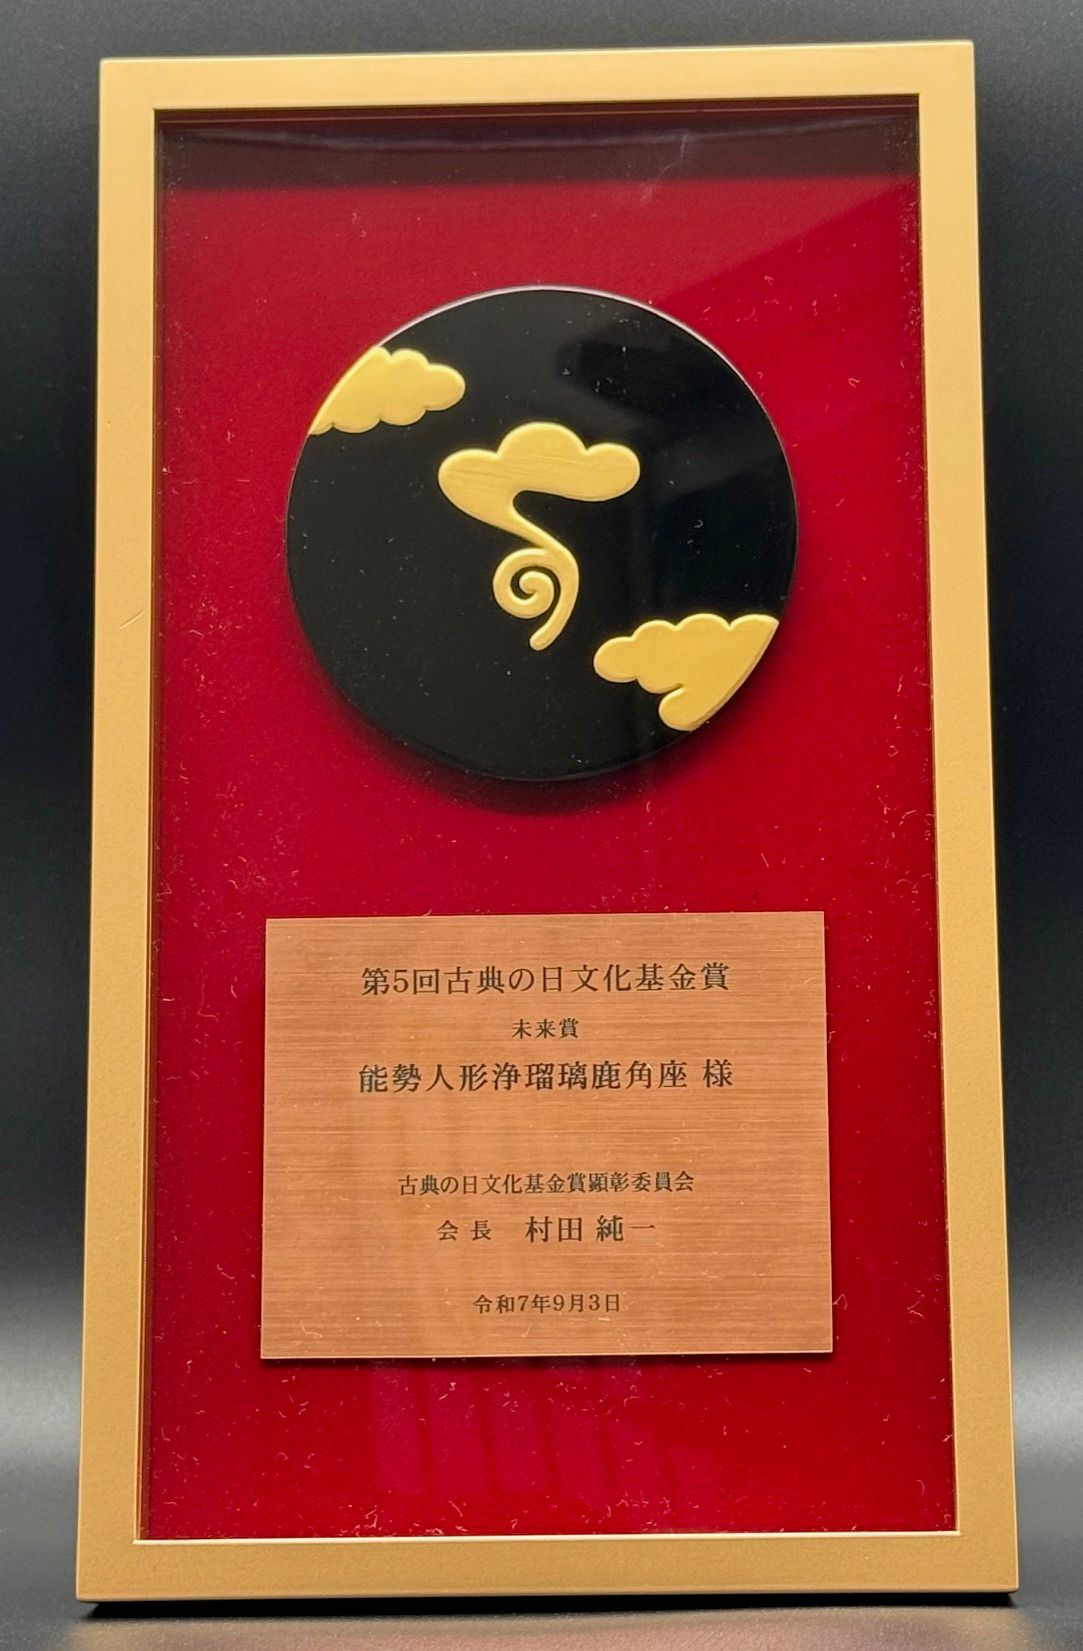 第5回古典の日文化基金賞
未来賞
能勢人形浄瑠璃鹿角座 様
古典の日文化基金賞顕彰委員会
会長 村田 純一
令和7年9月3日